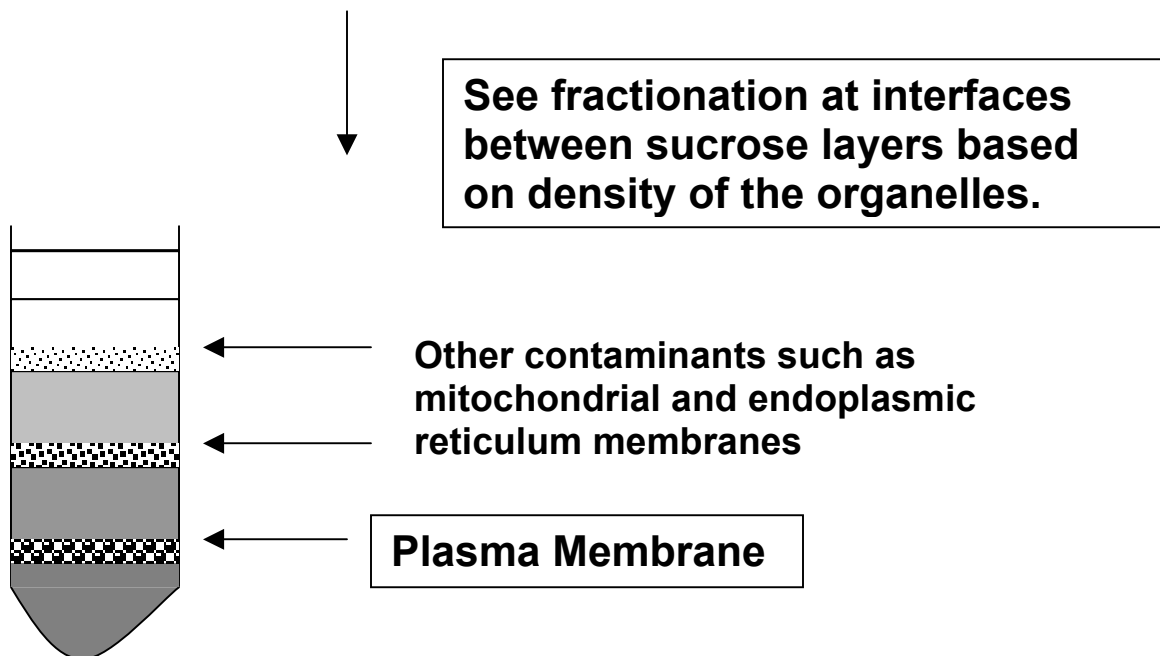 See fractionation at interfaces
between sucrose layers based
on density of the organelles.
Other contaminants such as
mitochondrial and endoplasmic
reticulum membranes
Plasma Membrane